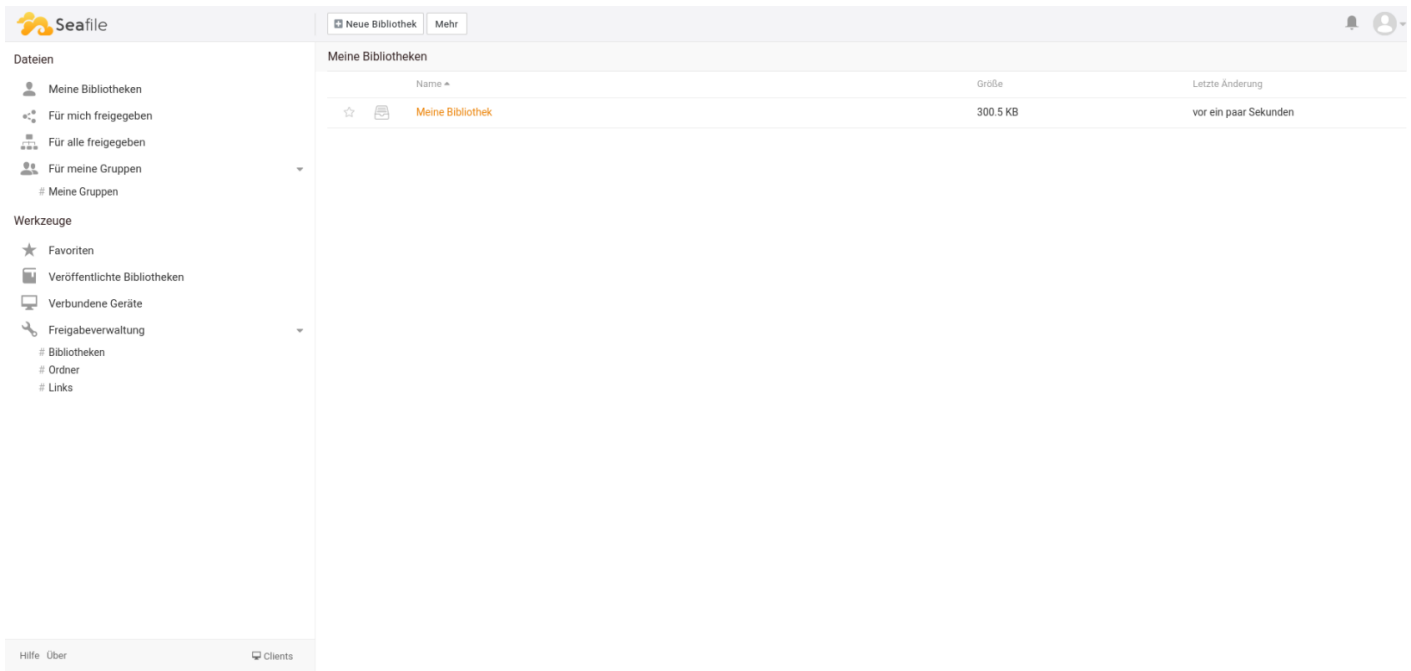 Seafile
Neue Bibliothek Mehr
Dateien
Meine Bibliotheken
Für mich freigegeben
Für alle freigegeben
Für meine Gruppen
# Meine Gruppen
Werkzeuge
Favoriten
Veröffentlichte Bibliotheken
Verbundene Geräte
Freigabeverwaltung
# Bibliotheken
# Ordner
# Links
Hilfe Über Clients
Meine Bibliotheken
Name Größe Letzte Änderung
Meine Bibliothek 300.5 KB vor ein paar Sekunden